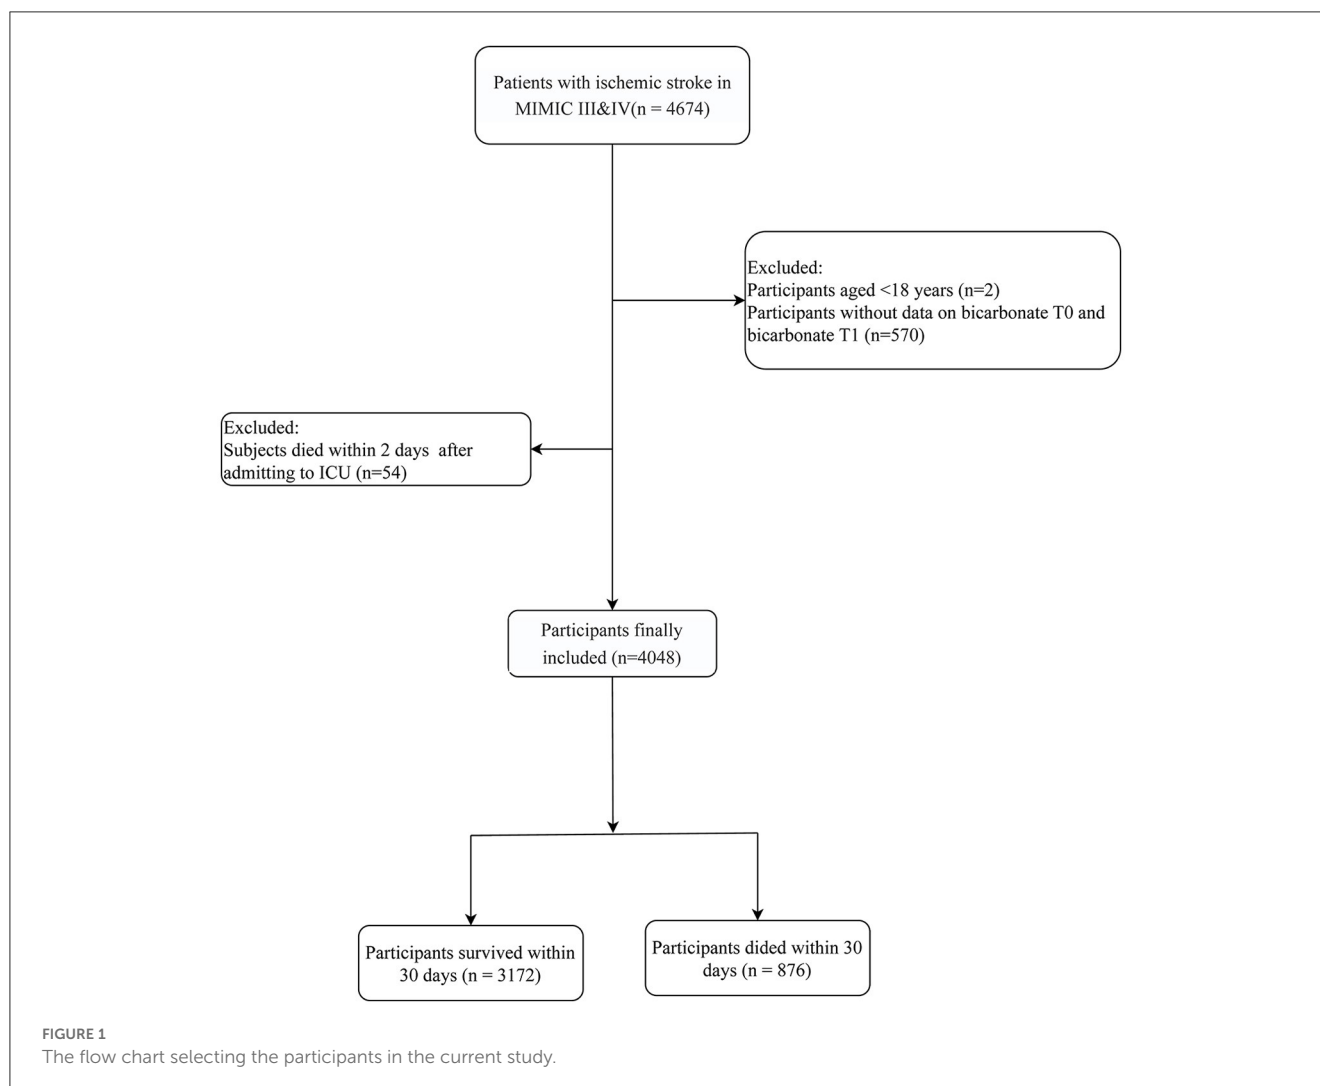 Patients with ischemic stroke in
MIMIC III&IV(n = 4674)
Excluded:
Participants aged <18 years (n=2)
Participants without data on bicarbonate T0 and
bicarbonate T1 (n=570)
Excluded:
Subjects died within 2 days after
admitting to ICU (n=54)
Participants finally
included (n=4048)
Participants survived within
30 days (n = 3172)
Participants dided within 30
days (n = 876)
FIGURE 1
The flow chart selecting the participants in the current study.